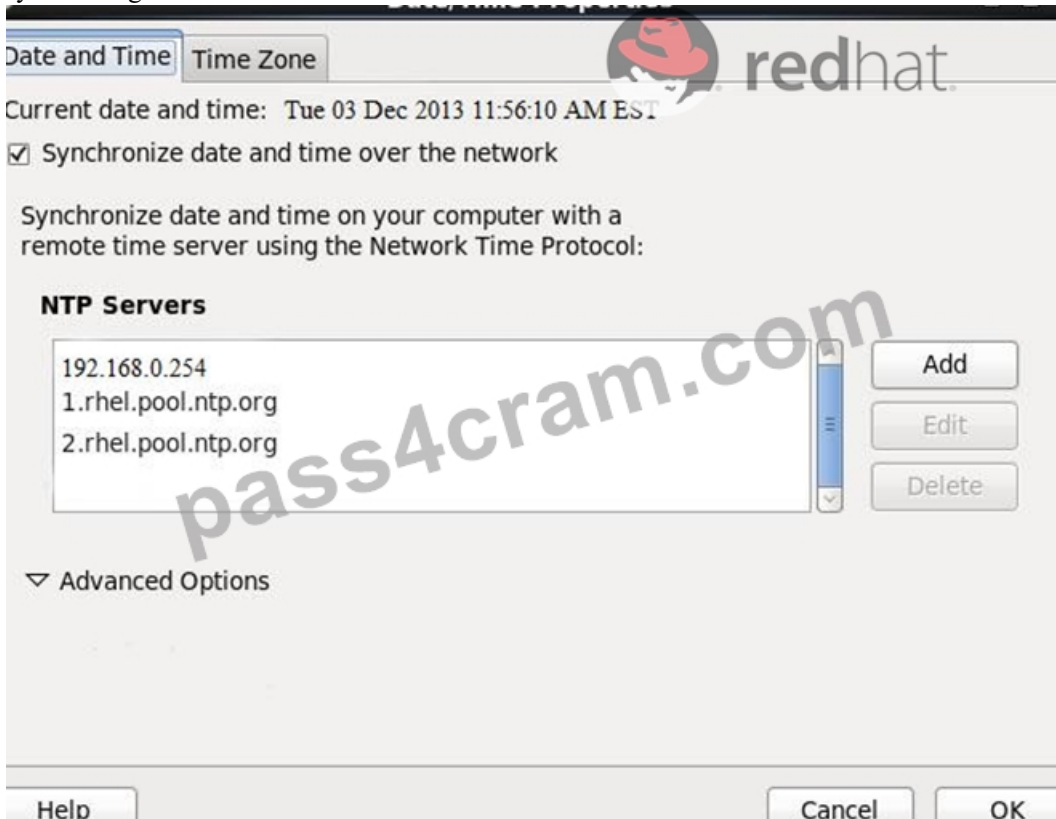 Date/Time Properties
Date and Time
Time Zone
redhat.
Current date and time: Tue 03 Dec 2013 11:56:10 AM EST
Synchronize date and time over the network
Synchronize date and time on your computer with a
remote time server using the Network Time Protocol:
NTP Servers
192.168.0.254
1.rhel.pool.ntp.org
2.rhel.pool.ntp.org
Add
Edit
Delete
pass4cram.com
Advanced Options
Help
Cancel
OK